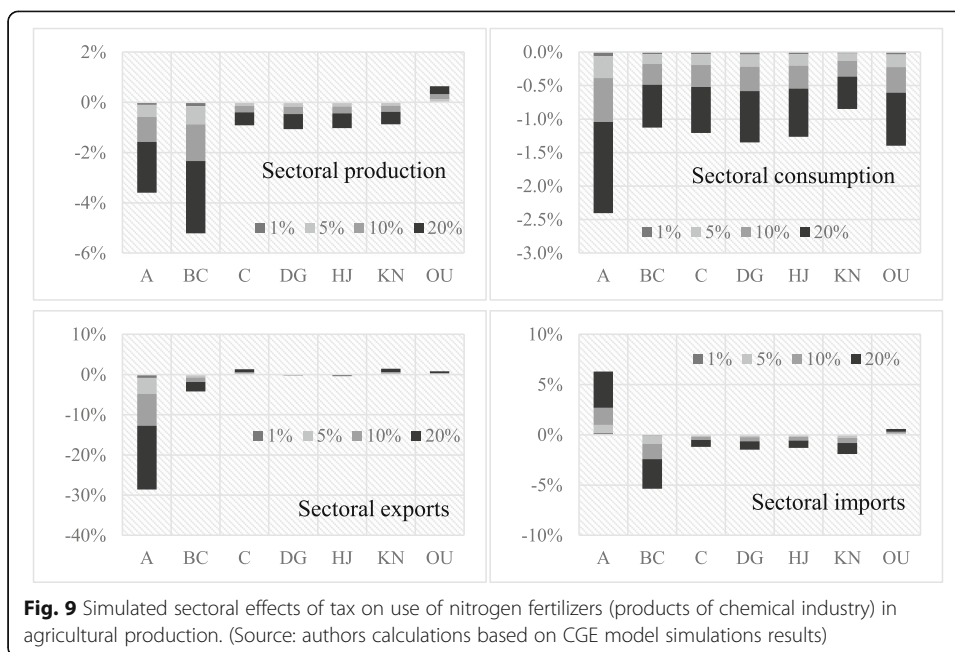 2%
0%
-2%
-4%
-6%
Sectoral production
1% 5% 10% 20%
A BC C DG HJ KN OU
0.0%
-0.5%
-1.0%
-1.5%
-2.0%
-2.5%
-3.0%
Sectoral consumption
1% 5% 10% 20%
A BC C DG HJ KN OU
10%
0%
-10%
-20%
-30%
-40%
1% 5% 10% 20%
Sectoral exports
A BC C DG HJ KN OU
10%
5%
0%
-5%
-10%
1% 5% 10% 20%
Sectoral imports
A BC C DG HJ KN OU
Fig. 9 Simulated sectoral effects of tax on use of nitrogen fertilizers (products of chemical industry) in
agricultural production. (Source: authors calculations based on CGE model simulations results)